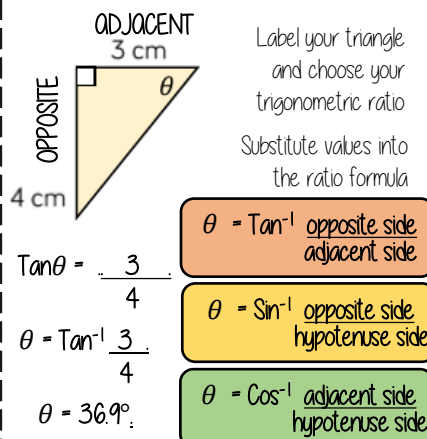 ADJACENT
3 cm
θ
OPPOSITE
4 cm
Label your triangle
and choose your
trigonometric ratio
Substitute values into
the ratio formula
Tanθ = 3
4
θ = Tan⁻¹ 3
4
θ = 36.9°
θ = Tan⁻¹ opposite side
adjacent side
θ = Sin⁻¹ opposite side
hypotenuse side
θ = Cos⁻¹ adjacent side
hypotenuse side